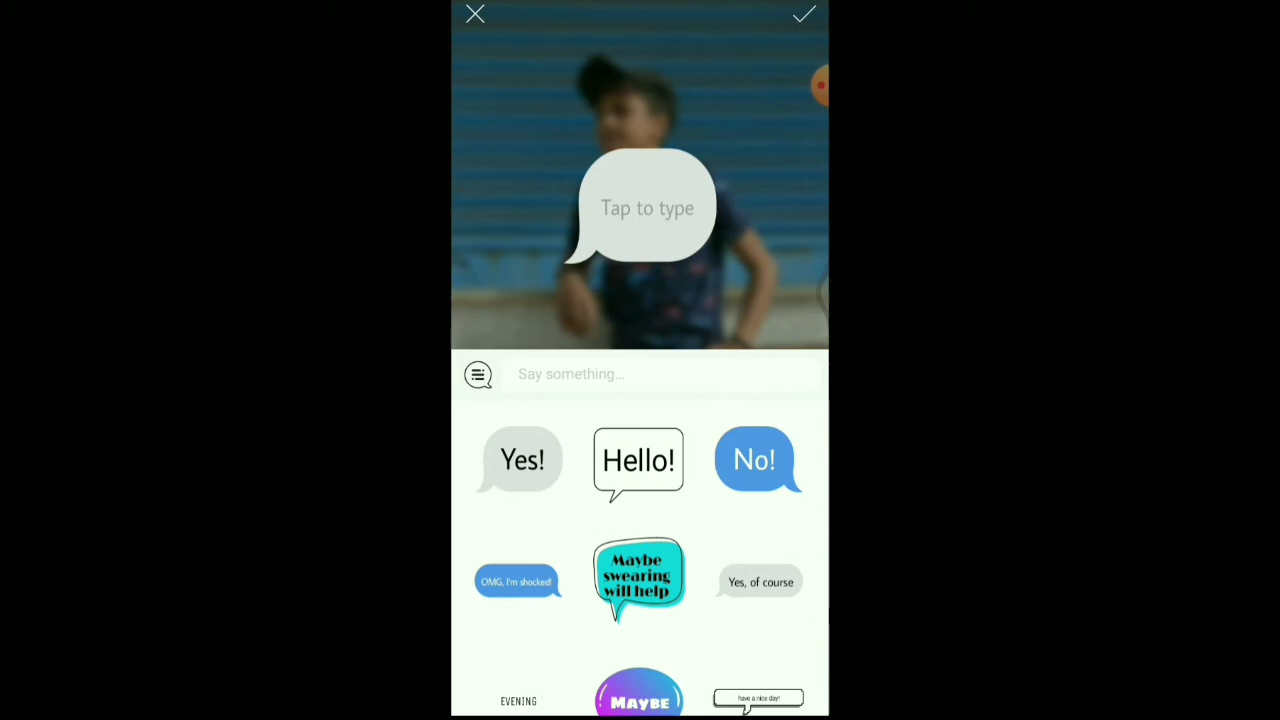 Tap to type
Say something...
Yes!
Hello!
No!
OMG, I'm shocked!
Maybe
swearing
will help
Yes, of course
EVENING
MAYBE
have a nice day!